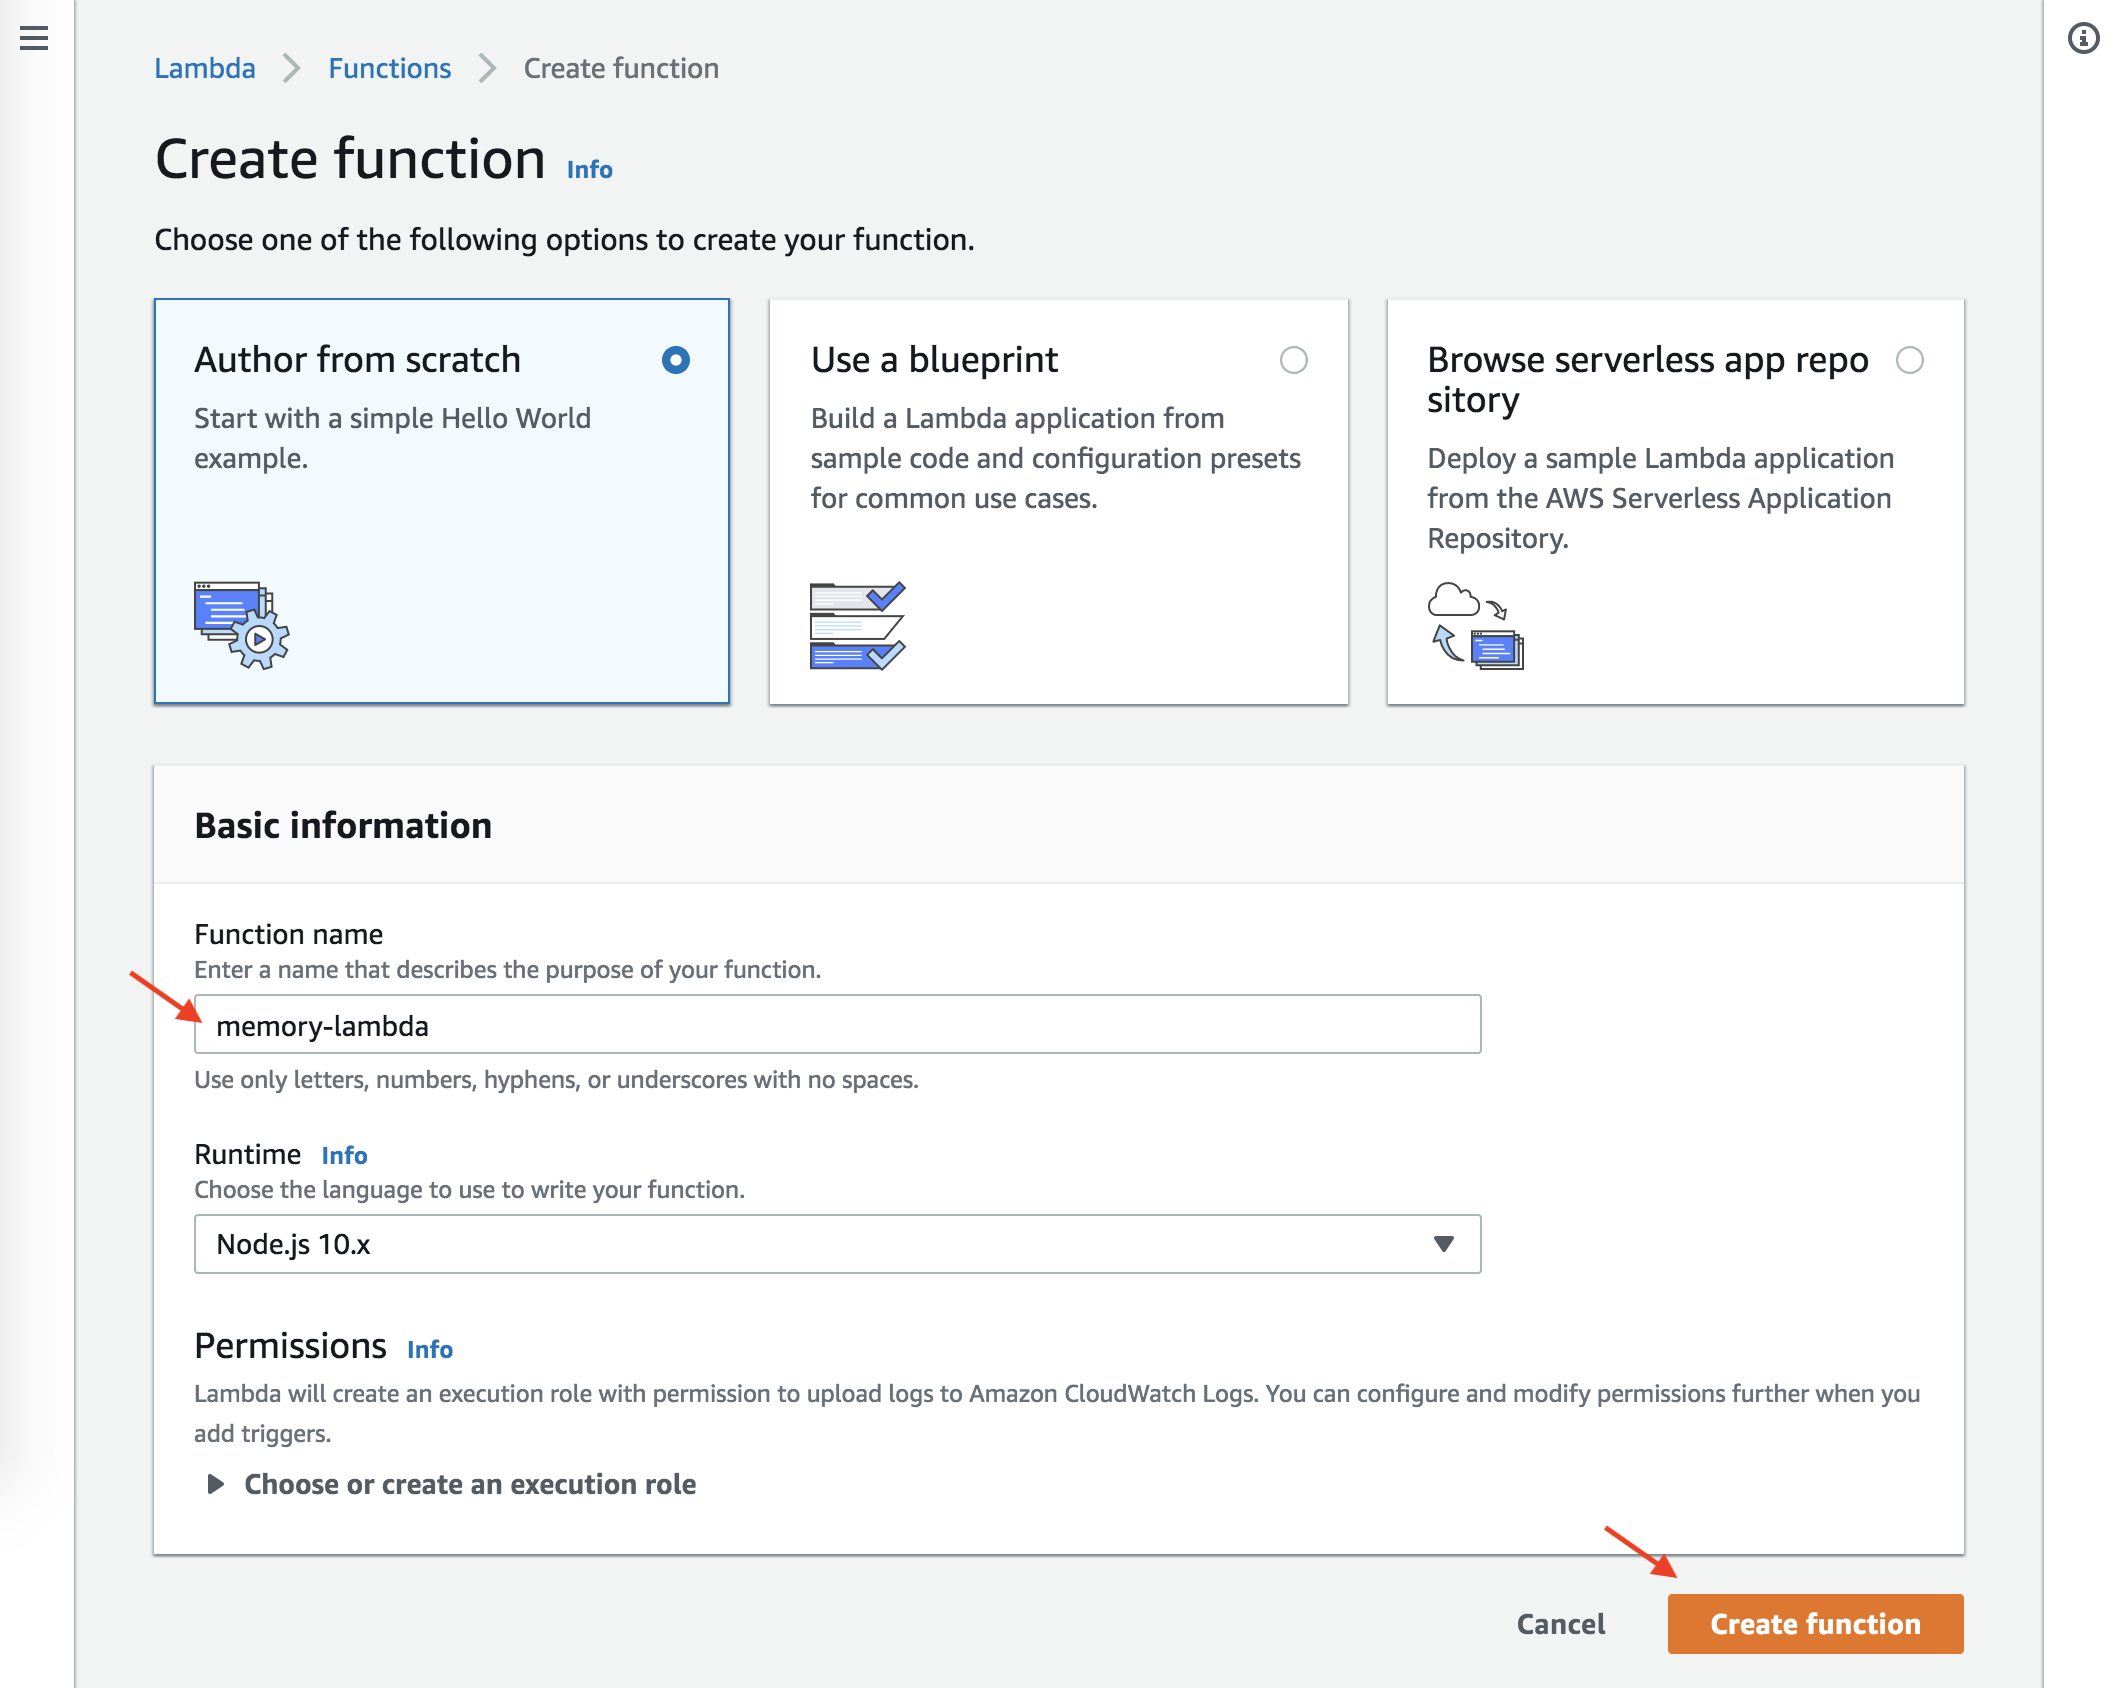 Lambda > Functions > Create function
Create function Info
Choose one of the following options to create your function.
Author from scratch
Start with a simple Hello World
example.
Use a blueprint
Build a Lambda application from
sample code and configuration presets
for common use cases.
Browse serverless app repo
sitory
Deploy a sample Lambda application
from the AWS Serverless Application
Repository.
Basic information
Function name
Enter a name that describes the purpose of your function.
memory-lambda
Use only letters, numbers, hyphens, or underscores with no spaces.
Runtime Info
Choose the language to use to write your function.
Node.js 10.x
Permissions Info
Lambda will create an execution role with permission to upload logs to Amazon CloudWatch Logs. You can configure and modify permissions further when you
add triggers.
Choose or create an execution role
Cancel Create function